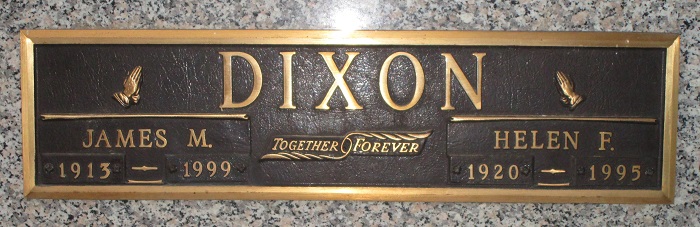 DIXON
JAMES M.
1913 — 1999
TOGETHER FOREVER
HELEN F.
1920 — 1995